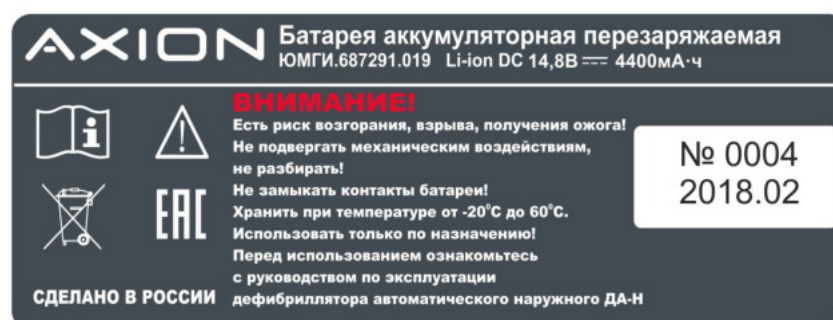 AXION
Батарея аккумуляторная перезаряжаемая
ЮМГИ.687291.019 Li-ion DC 14,8В 4400мА·ч
ВНИМАНИЕ!
Есть риск возгорания, взрыва, получения ожога!
Не подвергать механическим воздействиям,
не разбирать!
Не замыкать контакты батареи!
Хранить при температуре от -20°С до 60°С.
Использовать только по назначению!
Перед использованием ознакомьтесь
с руководством по эксплуатации
дефибриллятора автоматического наружного ДА-Н
i
EAC
СДЕЛАНО В РОССИИ
№ 0004
2018.02